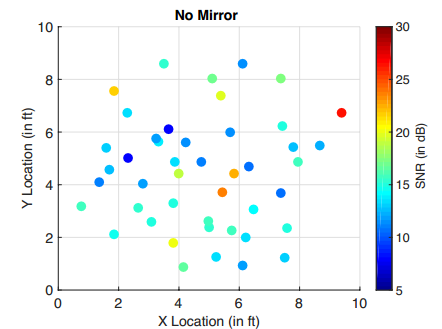 No Mirror
10
8
6
4
2
0
Y Location (in ft)
0 2 4 6 8 10
X Location (in ft)
30
25
20
15
10
5
SNR (in dB)